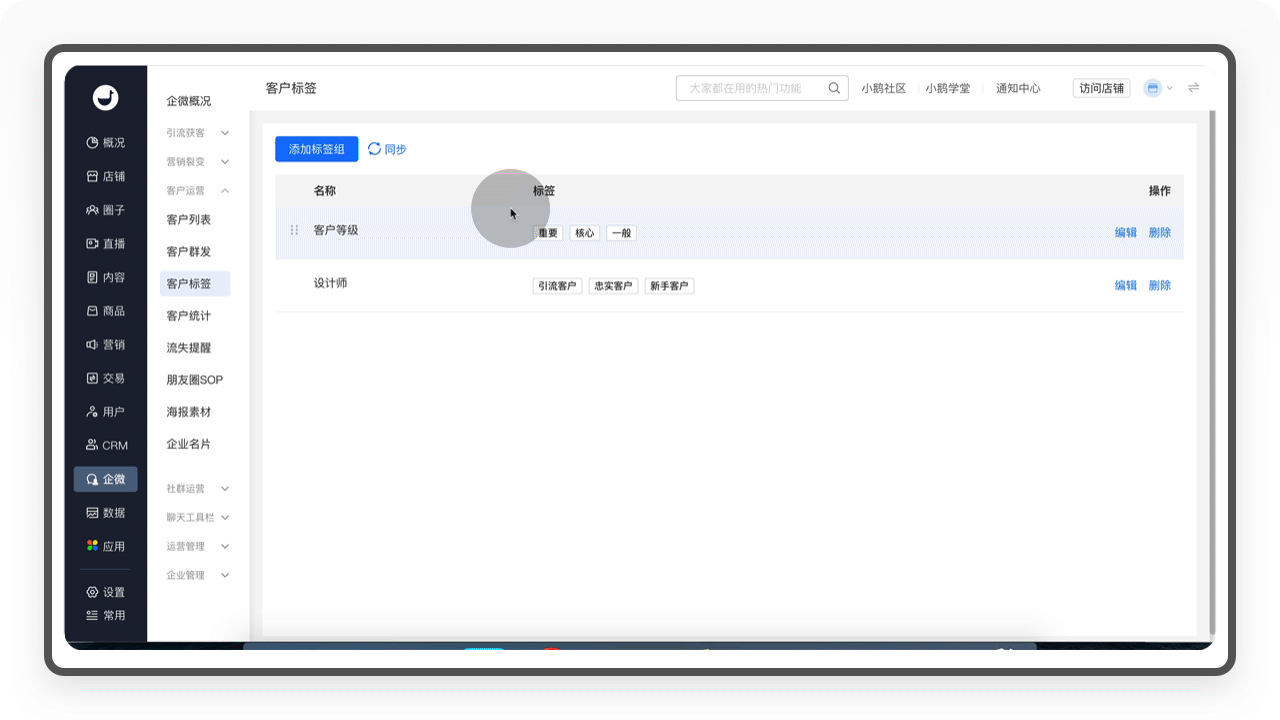 概况
店铺
圈子
直播
内容
商品
营销
交易
用户
CRM
企微
数据
应用
设置
常用
企微概况
引流获客
营销裂变
客户运营
客户列表
客户群发
客户标签
客户统计
流失提醒
朋友圈SOP
海报素材
企业名片
社群运营
聊天工具栏
运营管理
企业管理
客户标签
大家都在用的热门功能
小鹅社区
小鹅学堂
通知中心
访问店铺
添加标签组
同步
名称 标签 操作
客户等级 重要 核心 一般 编辑 删除
设计师 引流客户 忠实客户 新手客户 编辑 删除